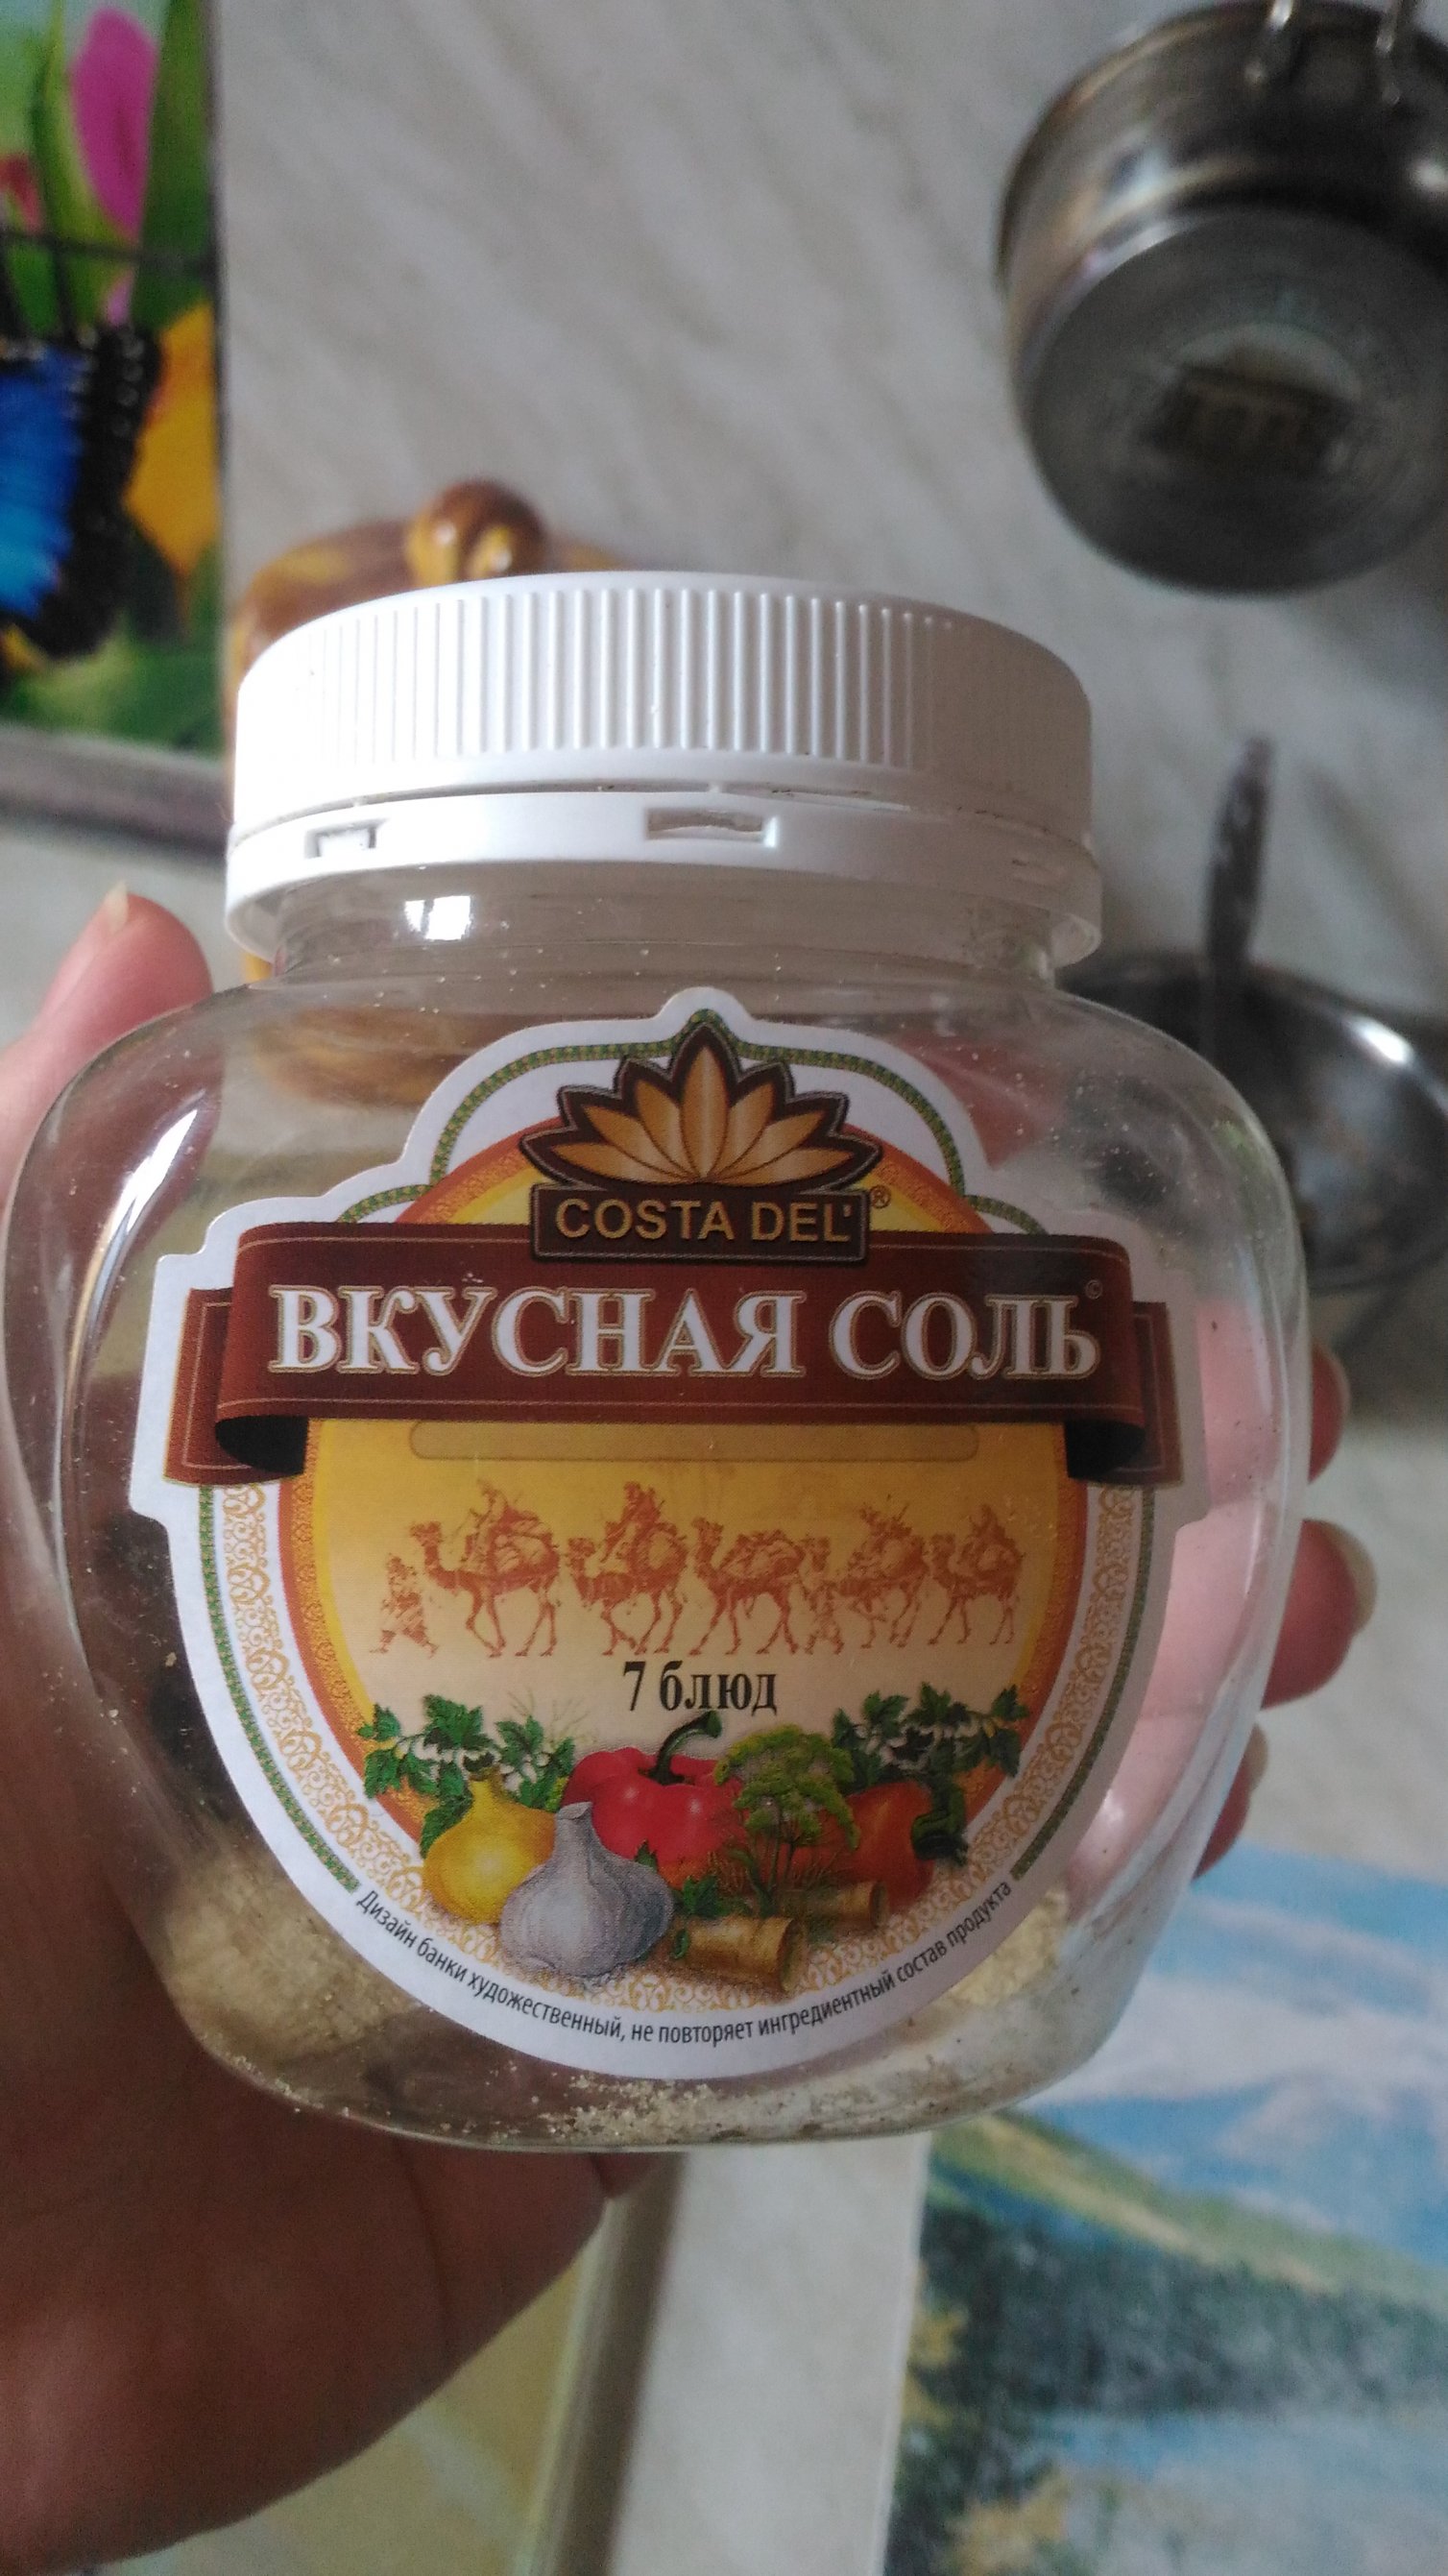 COSTA DEL'®
ВКУСНАЯ СОЛЬ©
7 блюд
Дизайн банки художественный, не повторяет ингредиентный состав продукта